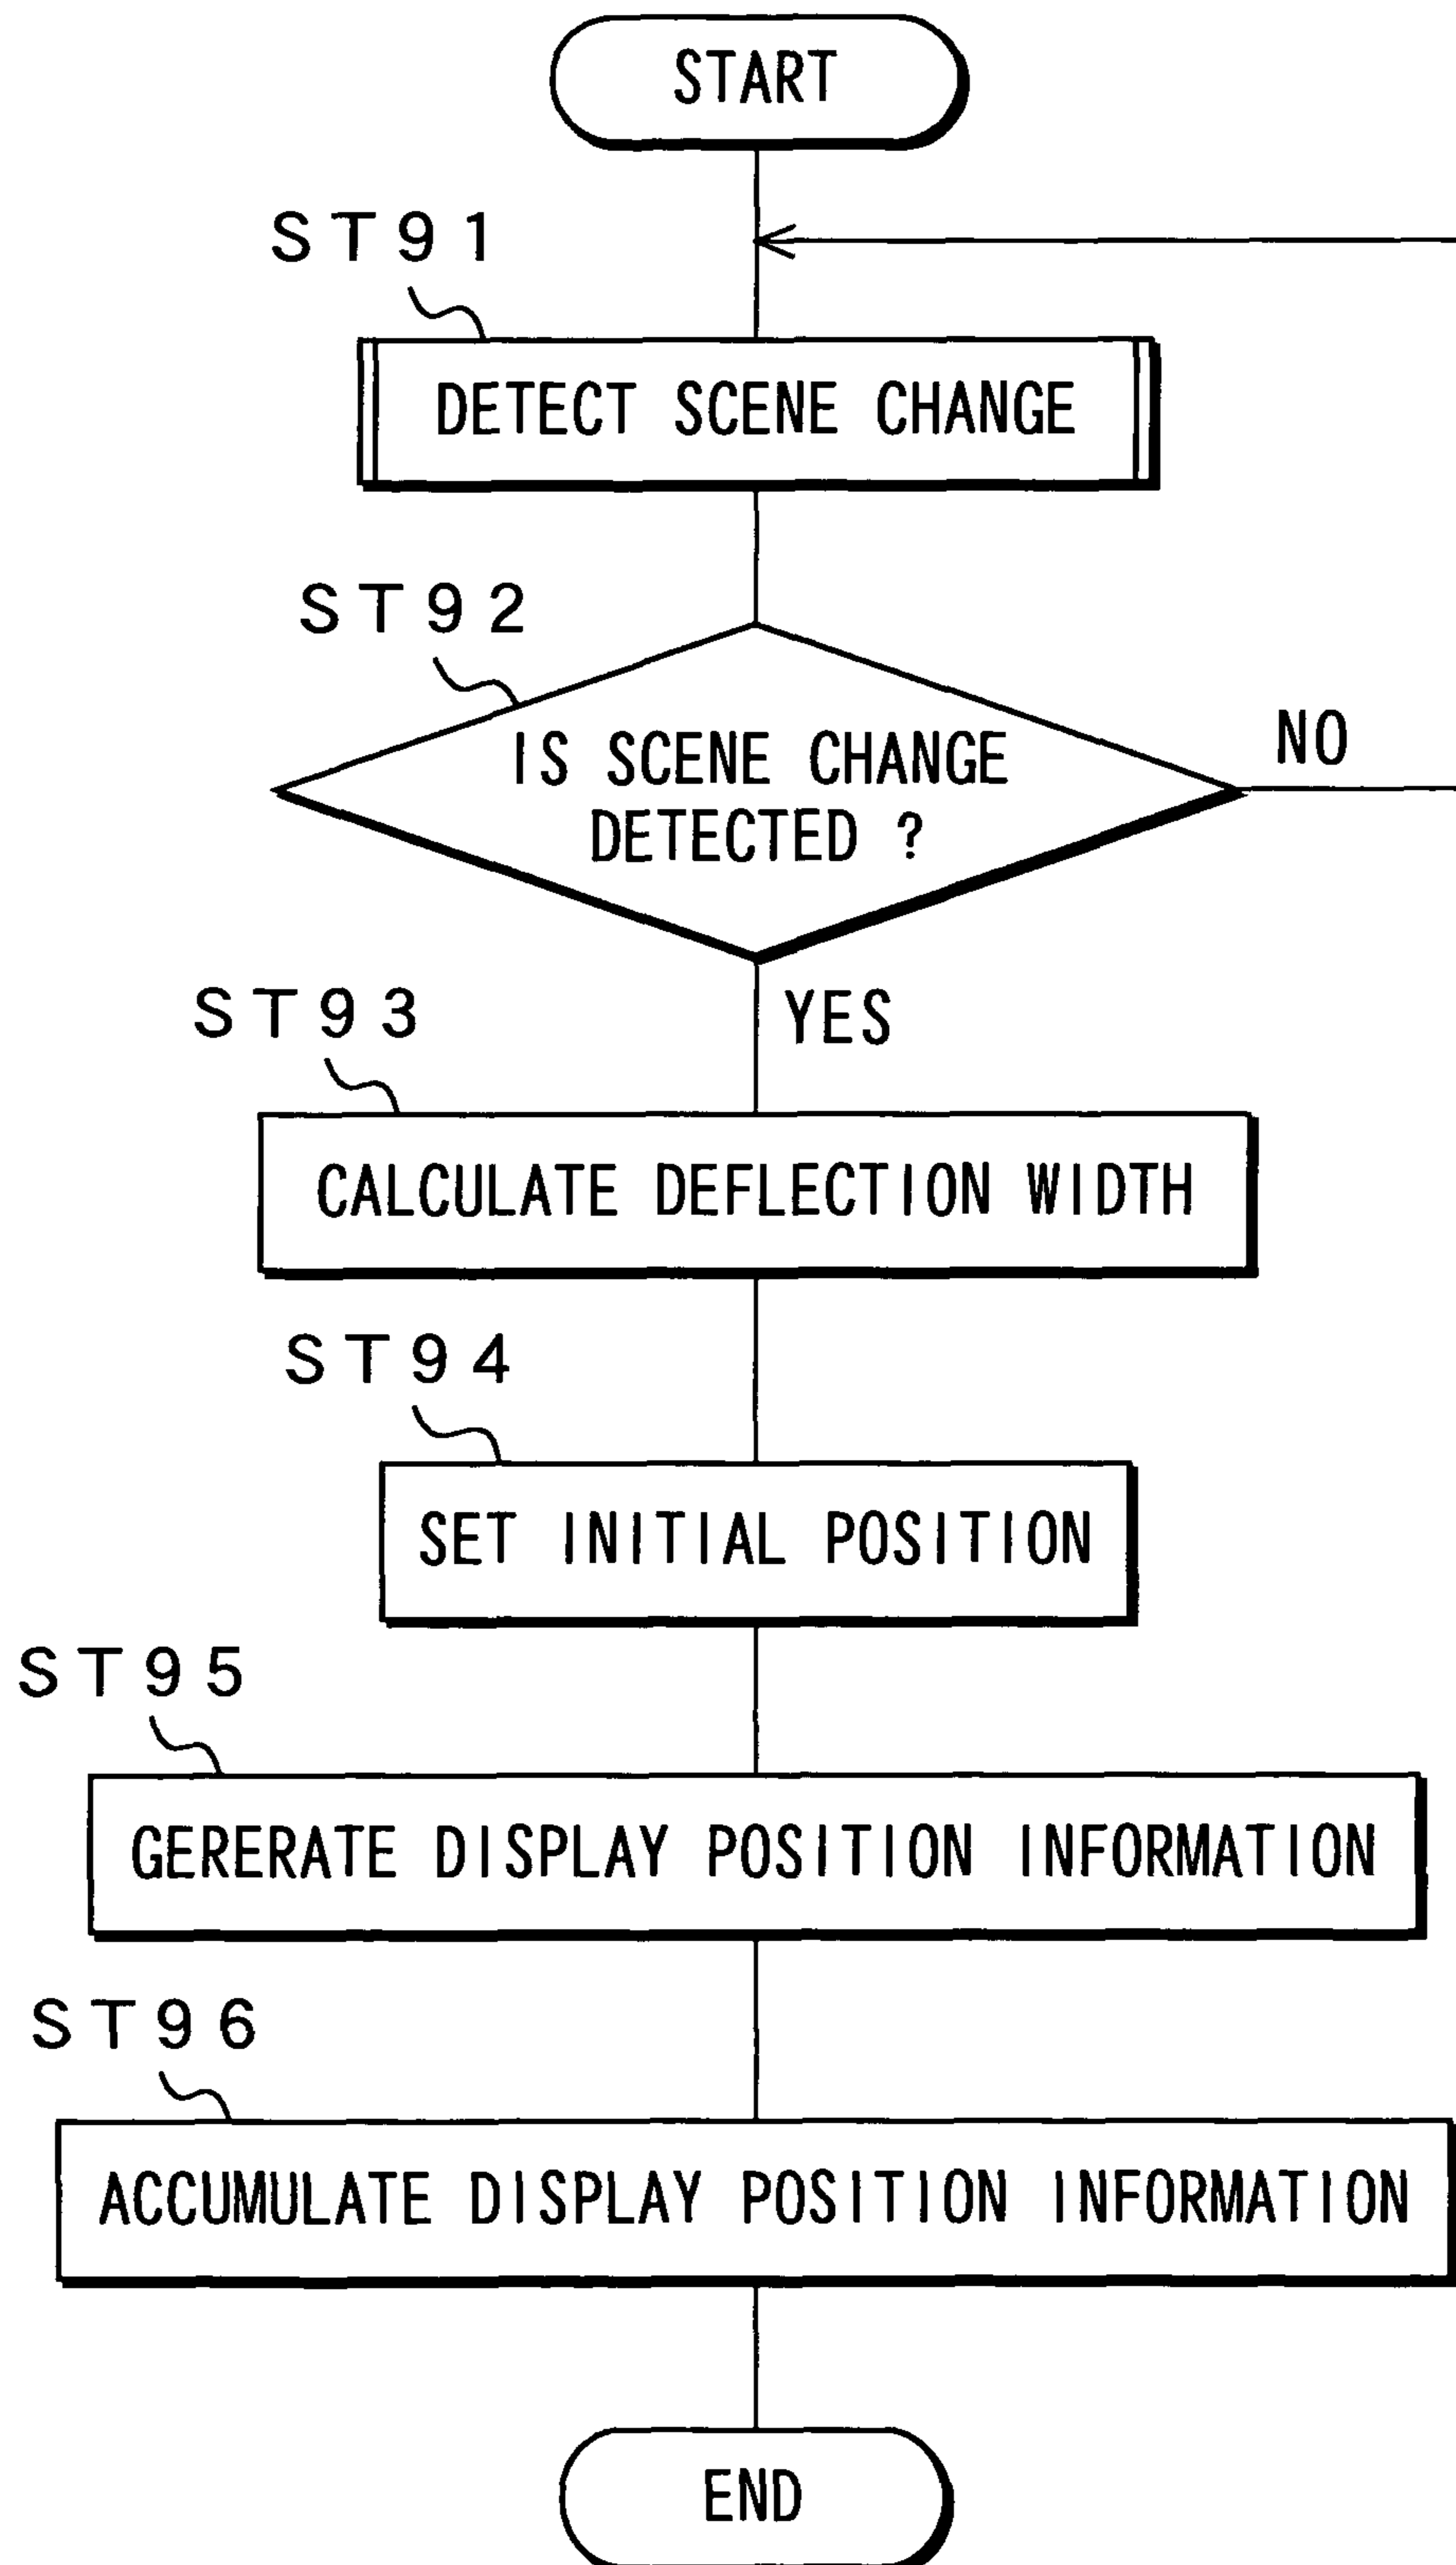 START
ST91
DETECT SCENE CHANGE
ST92
IS SCENE CHANGE
DETECTED ?
NO
YES
ST93
CALCULATE DEFLECTION WIDTH
ST94
SET INITIAL POSITION
ST95
GERERATE DISPLAY POSITION INFORMATION
ST96
ACCUMULATE DISPLAY POSITION INFORMATION
END